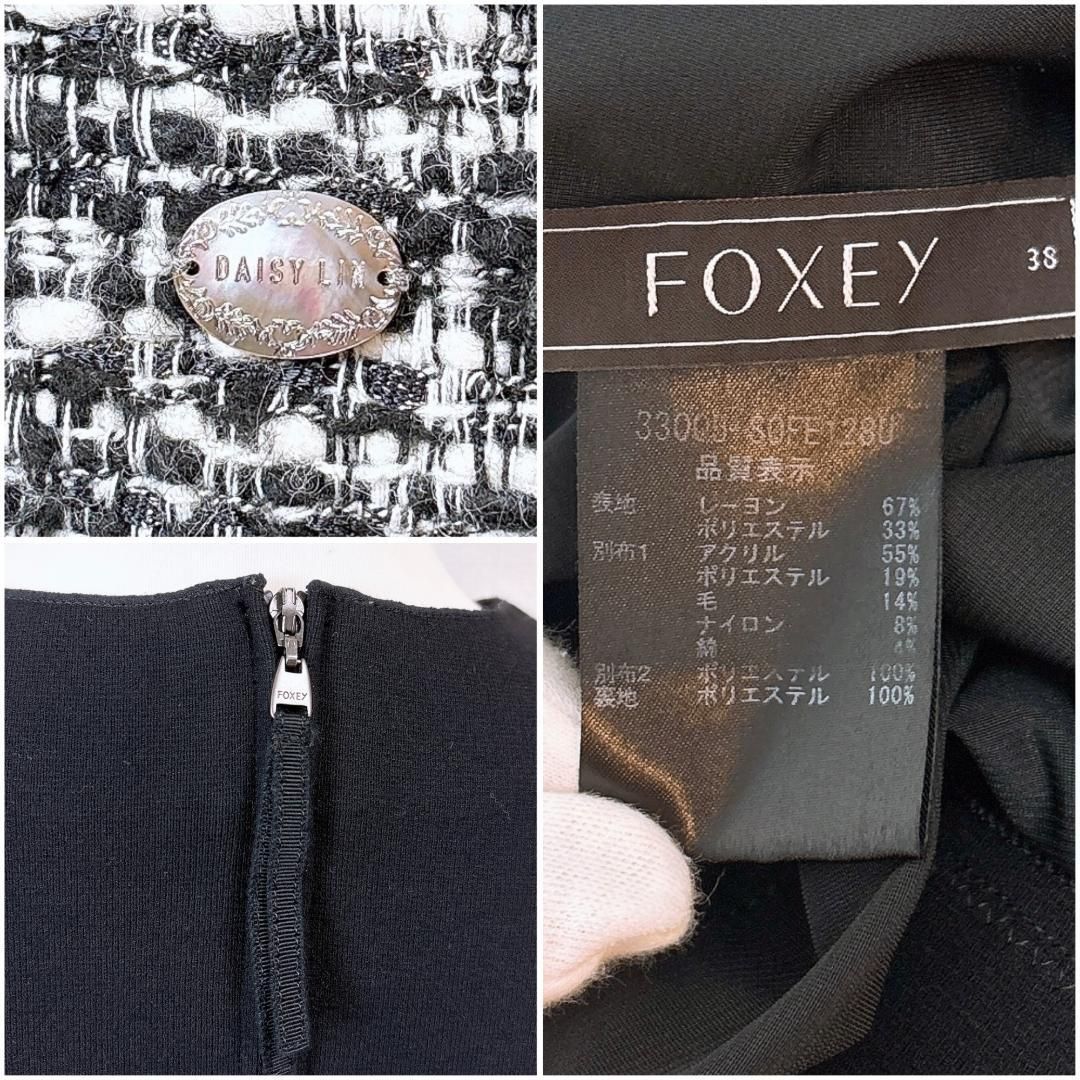 DAISY LIN
FOXEY 38
品質表示
表地 レーヨン 67%
ポリエステル 33%
別布1 アクリル 55%
ポリエステル 19%
毛 14%
ナイロン 8%
綿 4%
別布2 ポリエステル 100%
裏地 ポリエステル 100%
FOXEY